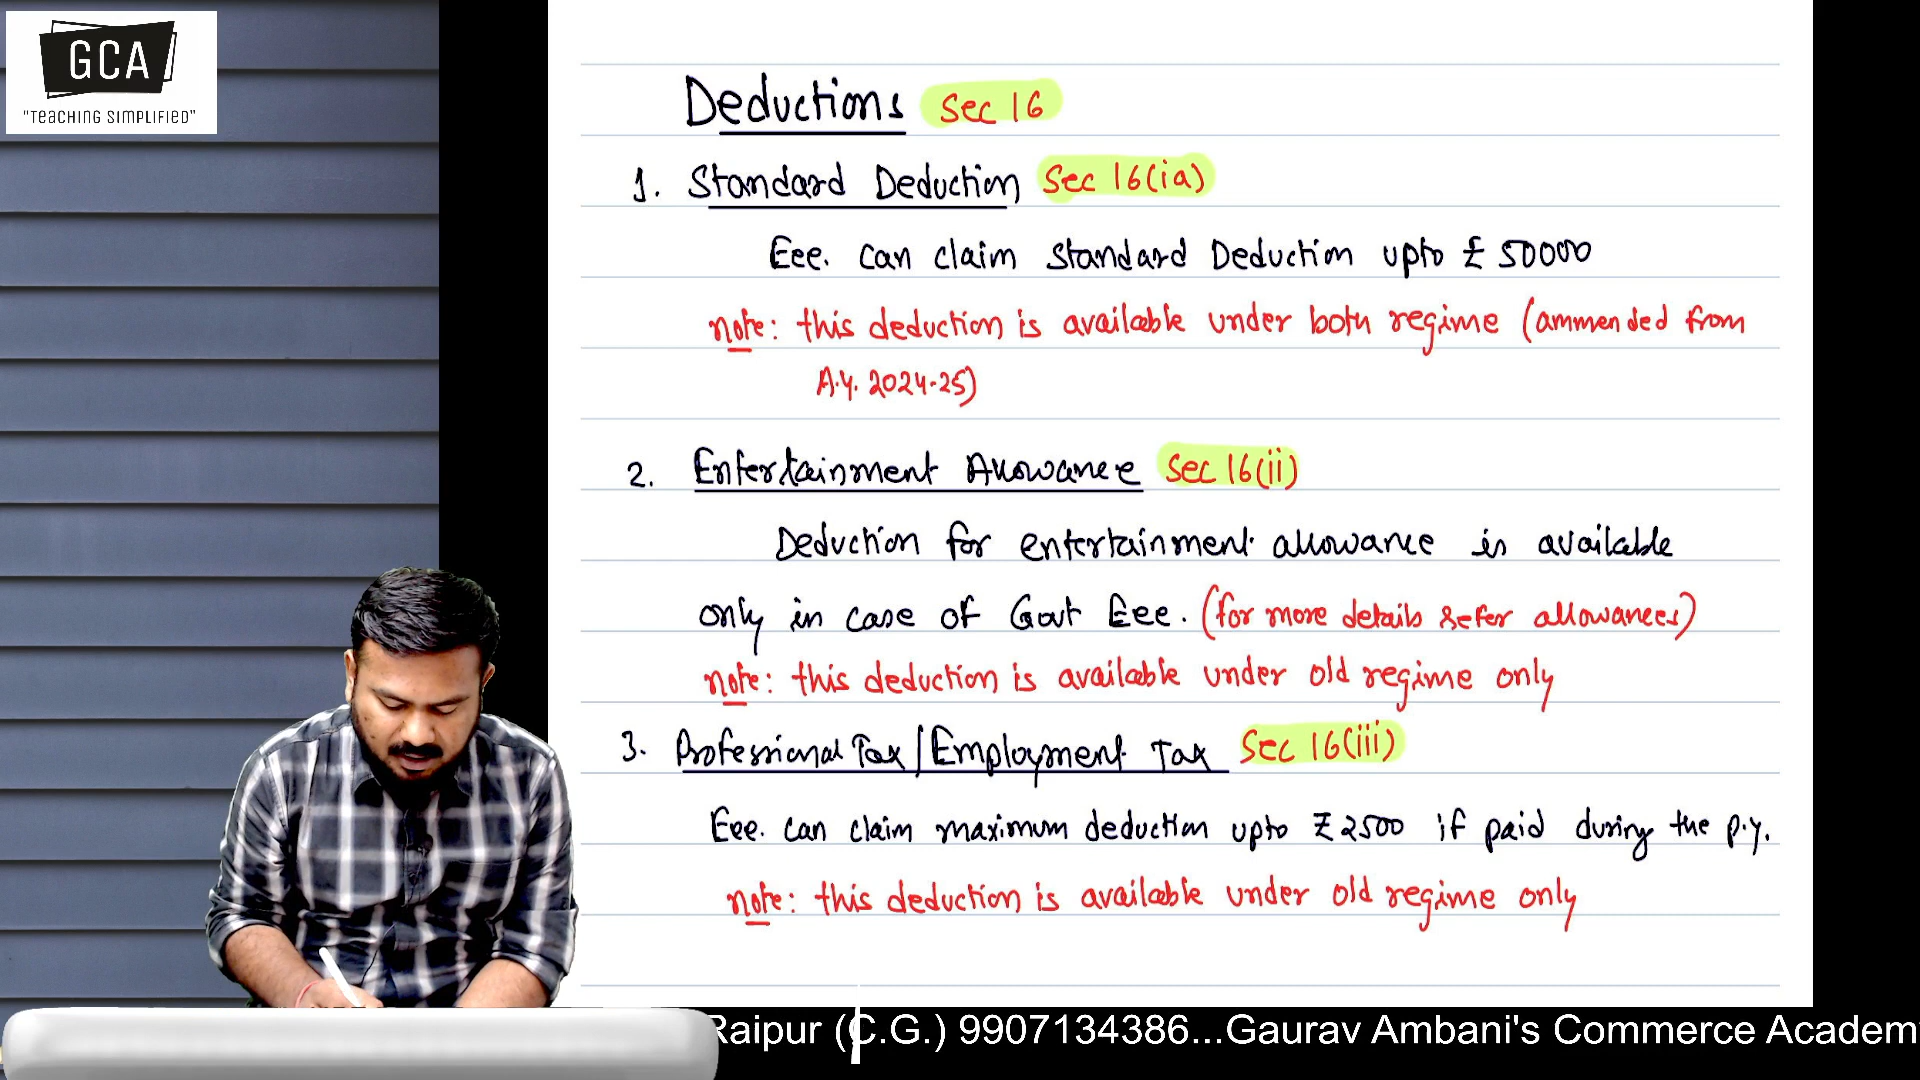 GCA
"TEACHING SIMPLIFIED"
Deductions Sec 16
1. Standard Deduction Sec 16(ia)
Eee. can claim standard Deduction upto ₹ 50000
note: this deduction is available under both regime (ammended from
A.Y. 2024-25)
2. Entertainment Allowance Sec 16(ii)
Deduction for entertainment allowance is available
only in case of Govt Eee. (for more details refer allowances)
note: this deduction is available under old regime only
3. Professional Tax/Employment Tax Sec 16(iii)
Eee. can claim maximum deduction upto ₹ 2500 if paid during the p.y.
note: this deduction is available under old regime only
Raipur (C.G.) 9907134386...Gaurav Ambani's Commerce Academ